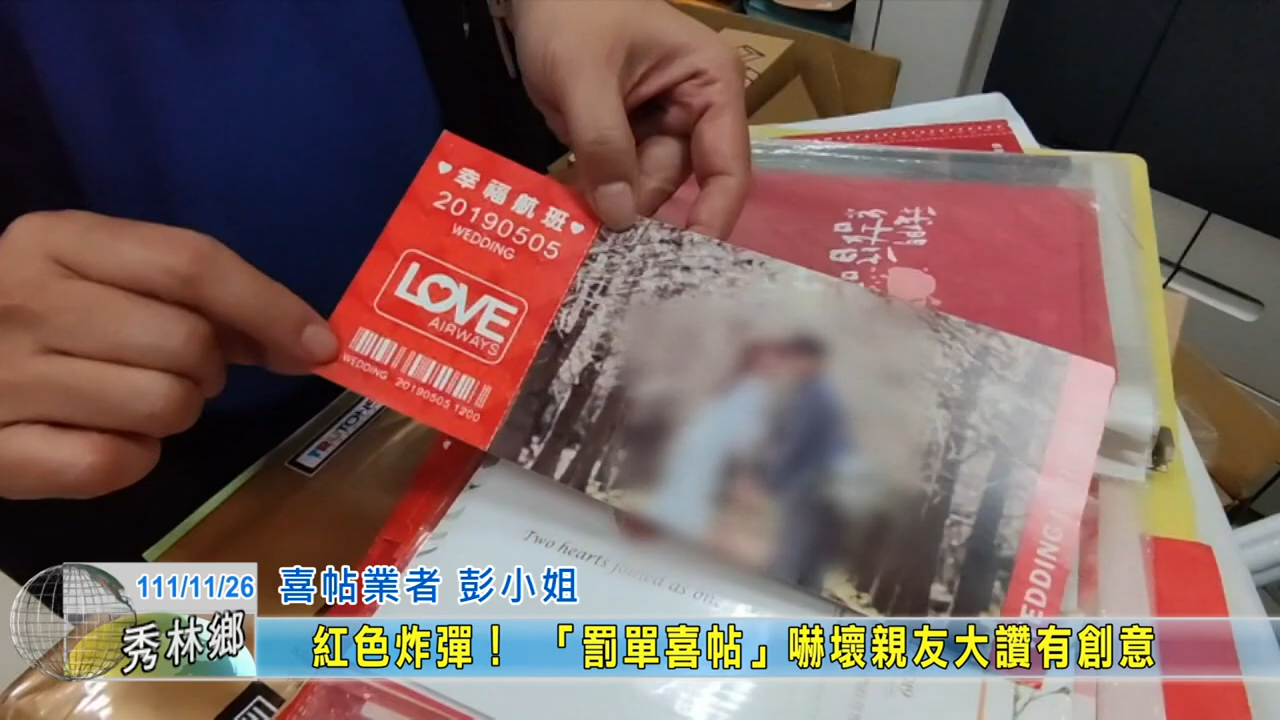 ♥幸福航班♥
20190505
WEDDING
LOVE
AIRWAYS
WEDDING 20190505 1200
WEDDING
Two hearts joined as
111/11/26
喜帖業者 彭小姐
秀林鄉
紅色炸彈！ 「罰單喜帖」嚇壞親友大讚有創意